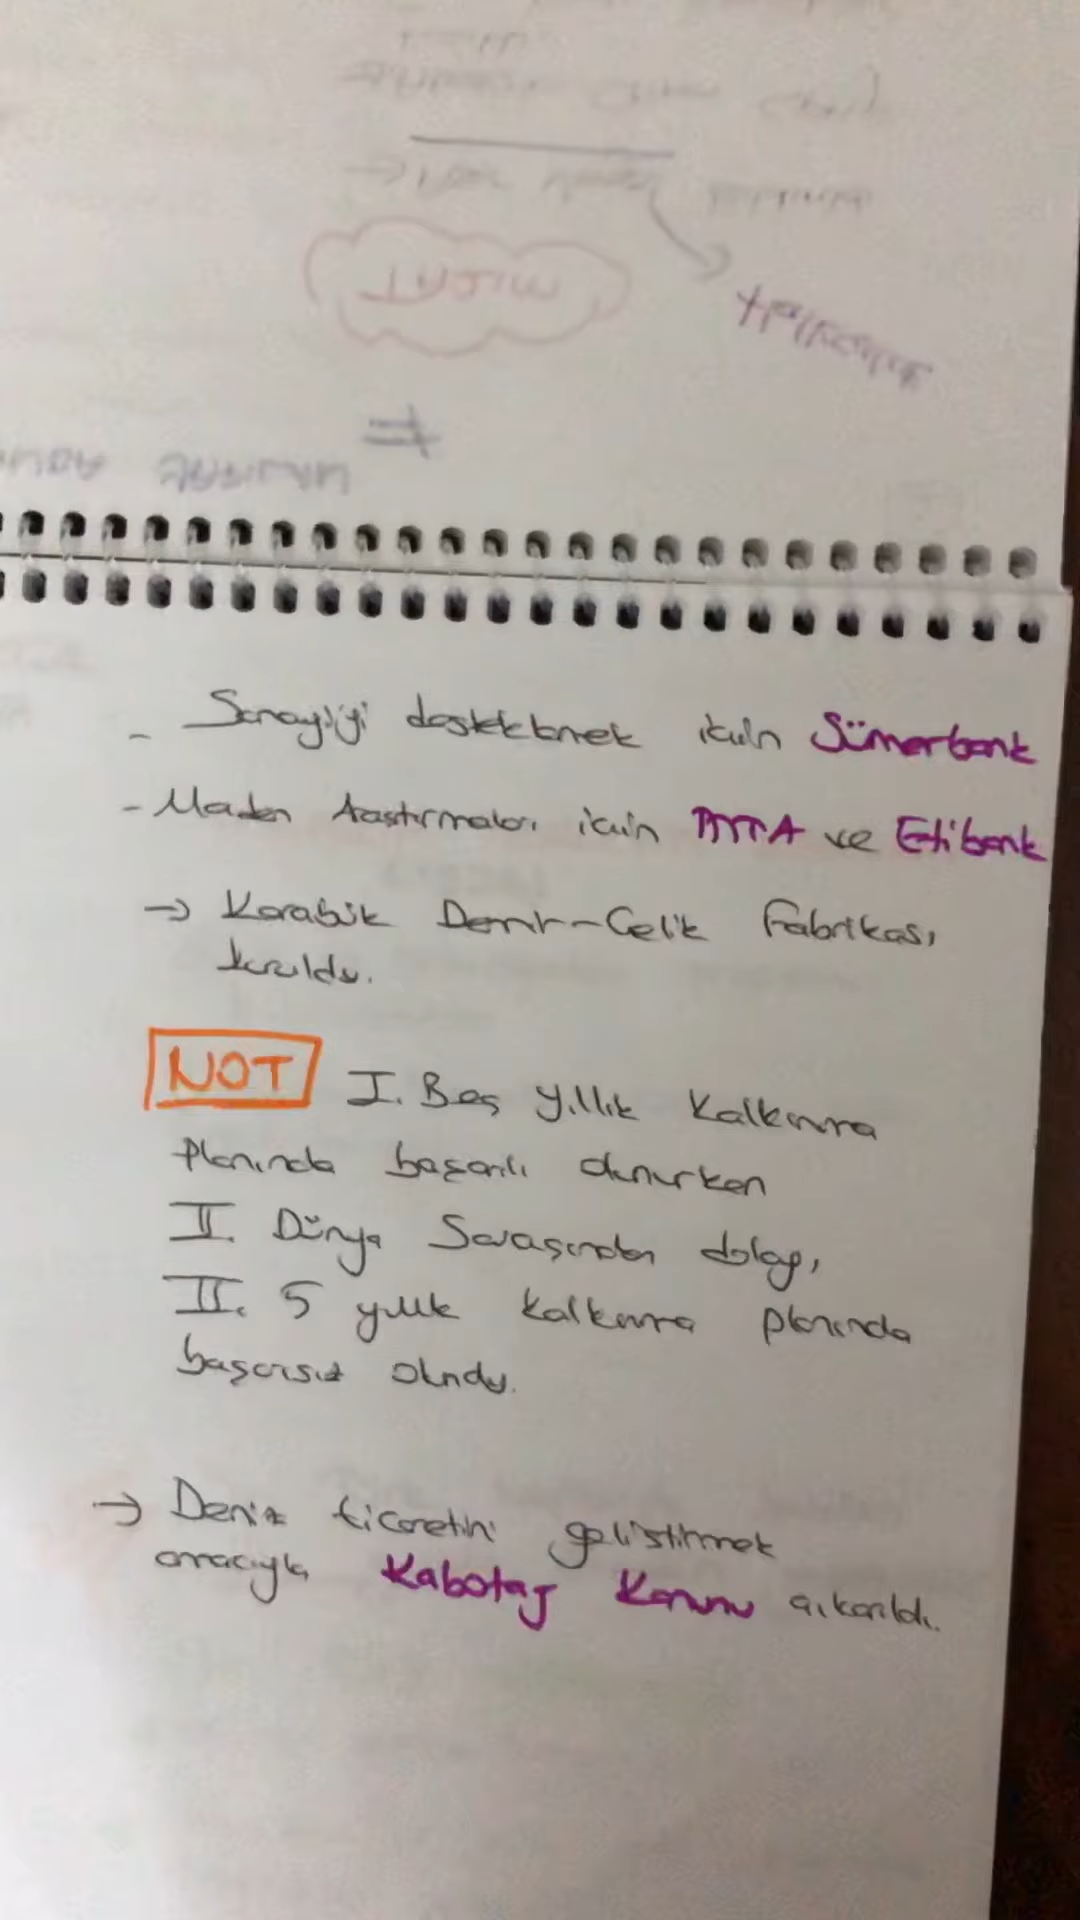 - Sanayiyi desteklemek için Sümerbank
- Maden Araştırmaları için MTA ve Etibank
→ Karabük Demir-Çelik Fabrikası
kuruldu.
NOT I. Beş yıllık kalkınma
planında başarılı olunurken
II. Dünya Savaşından dolayı,
II. 5 yıllık kalkınma planında
başarısız olundu.
→ Deniz ticaretini geliştirmek
amacıyla Kabotaj Kanunu çıkarıldı.